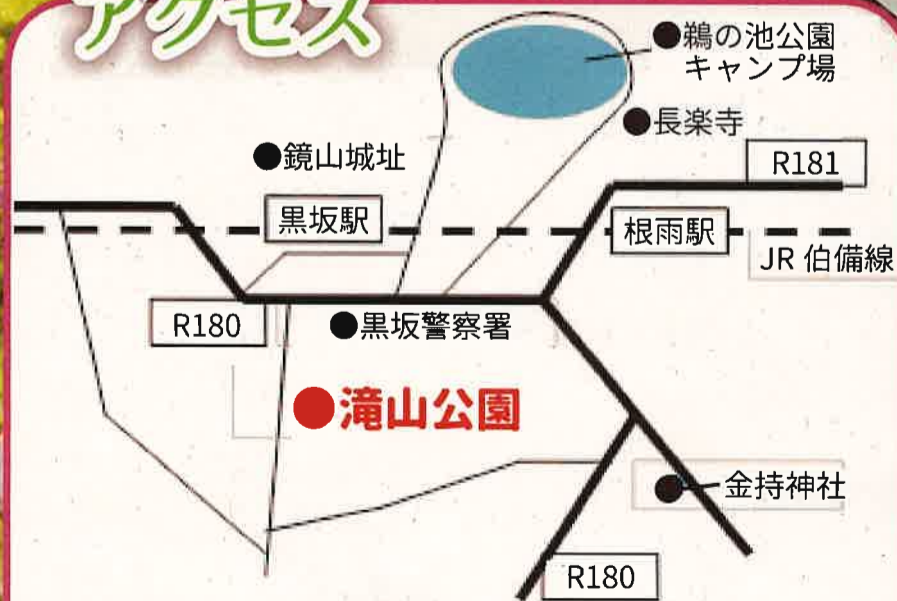 アクセス
●鵜の池公園
キャンプ場
●長楽寺
●鏡山城址
R181
黒坂駅
根雨駅
JR 伯備線
R180
●黒坂警察署
●滝山公園
金持神社
R180